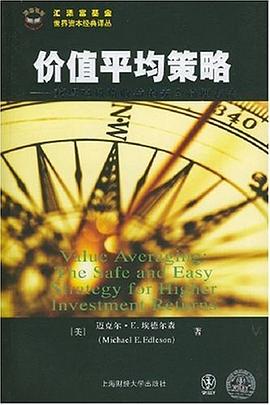 汇添富基金
世界资本经典译丛
价值平均策略
Value Averaging:
The Safe and Easy
Strategy for Higher
Investment Returns
[美] 迈克尔·E·埃德尔森 著
(Michael E.Edleson)
上海财经大学出版社